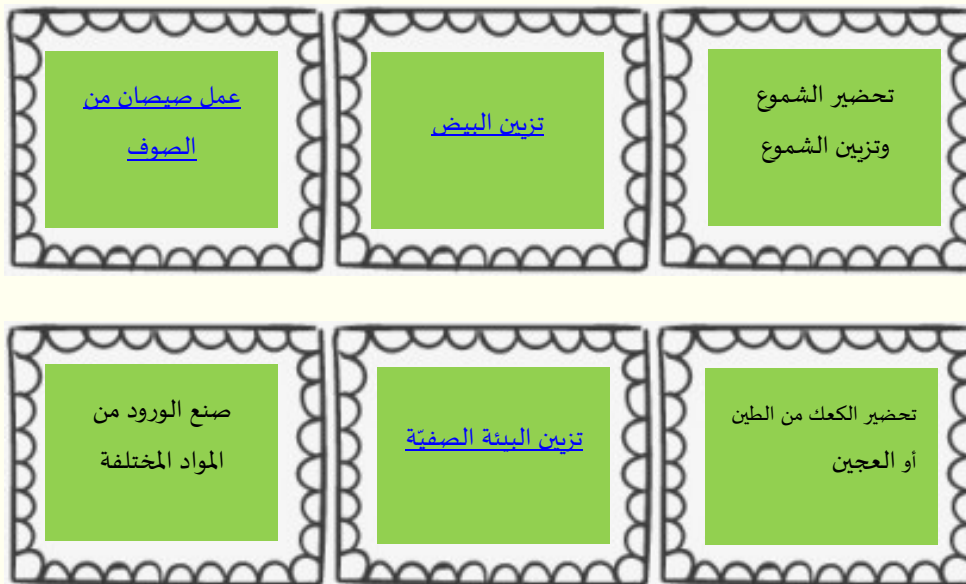 تحضير الشموع
وتزيين الشموع
تزيين البيض
عمل صيصان من
الصوف
تحضير الكعك من الطين
أو العجين
تزيين البيئة الصفيّة
صنع الورود من
المواد المختلفة